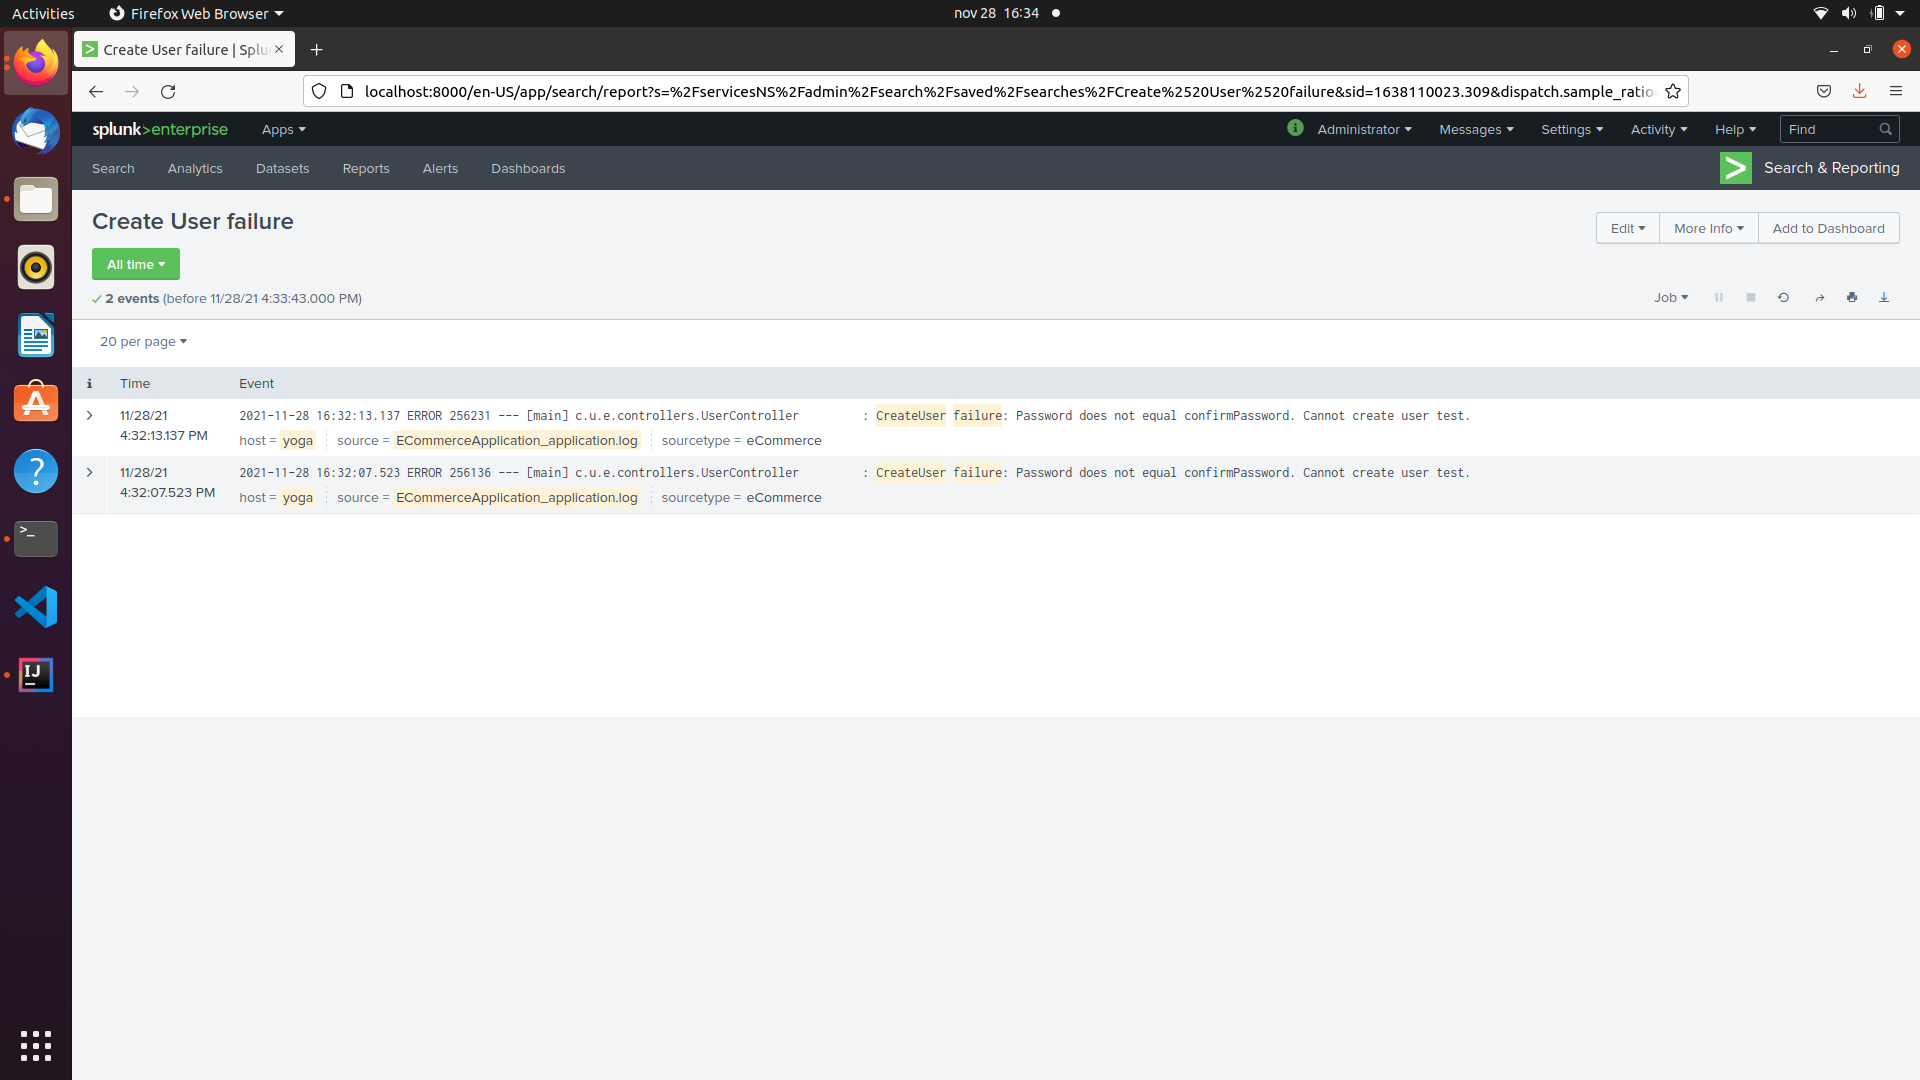 Activities Firefox Web Browser nov 28 16:34
Create User failure | Splu
localhost:8000/en-US/app/search/report?s=%2FservicesNS%2Fadmin%2Fsearch%2Fsaved%2Fsearches%2FCreate%2520User%2520failure&sid=1638110023.309&dispatch.sample_ratio
splunk>enterprise Apps Administrator Messages Settings Activity Help Find
Search Analytics Datasets Reports Alerts Dashboards Search & Reporting
Create User failure
Edit More Info Add to Dashboard
All time
2 events (before 11/28/21 4:33:43.000 PM) Job
20 per page
i Time Event
11/28/21 2021-11-28 16:32:13.137 ERROR 256231 --- [main] c.u.e.controllers.UserController : CreateUser failure: Password does not equal confirmPassword. Cannot create user test.
4:32:13.137 PM
host = yoga source = ECommerceApplication_application.log sourcetype = eCommerce
11/28/21 2021-11-28 16:32:07.523 ERROR 256136 --- [main] c.u.e.controllers.UserController : CreateUser failure: Password does not equal confirmPassword. Cannot create user test.
4:32:07.523 PM
host = yoga source = ECommerceApplication_application.log sourcetype = eCommerce
IJ